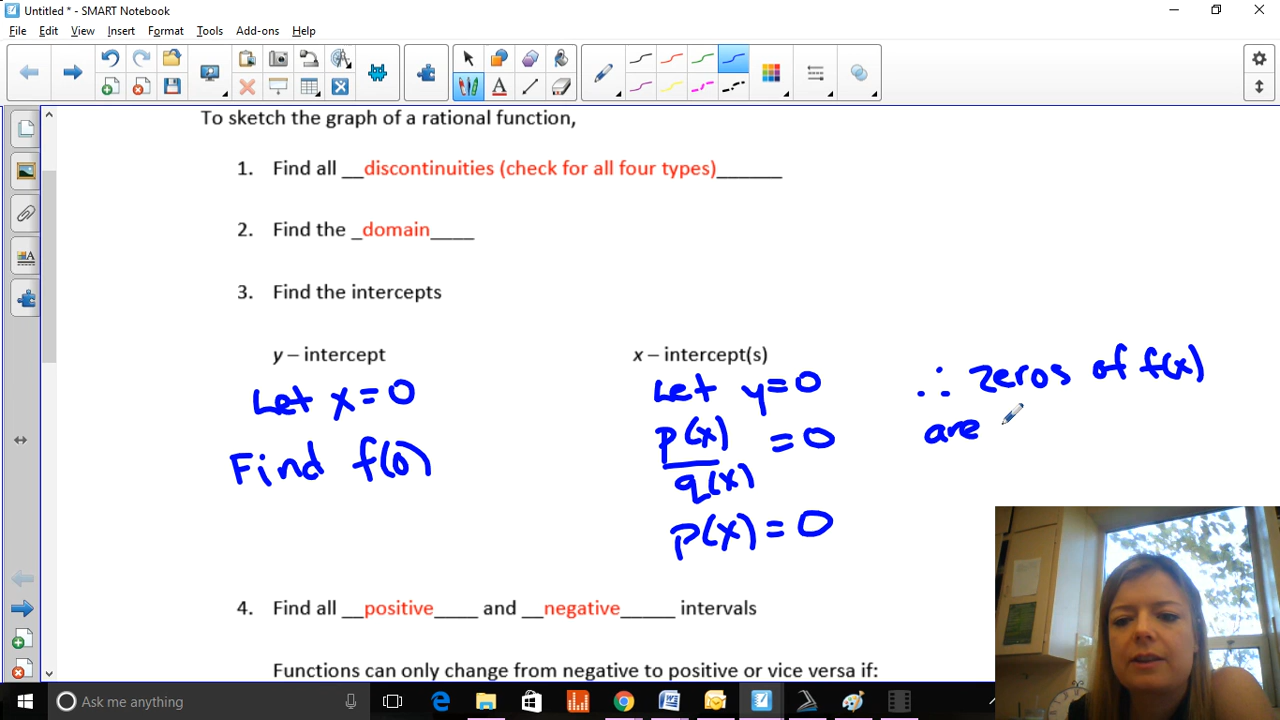 Untitled * - SMART Notebook
File Edit View Insert Format Tools Add-ons Help
To sketch the graph of a rational function,
1. Find all __discontinuities (check for all four types)______
2. Find the _domain____
3. Find the intercepts
y – intercept
x – intercept(s)
Let x = 0
Find f(0)
Let y = 0
p(x)
q(x)
= 0
p(x) = 0
∴ zeros of f(x)
are
4. Find all __positive____ and __negative_____ intervals
Functions can only change from negative to positive or vice versa if:
Ask me anything